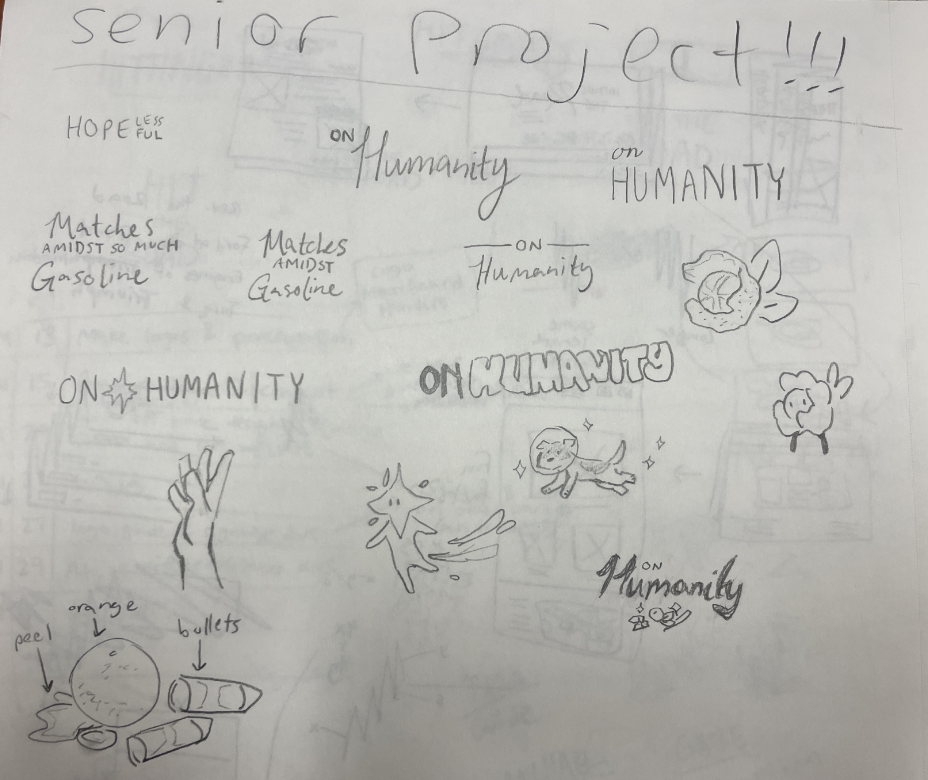 senior Project!!!
HOPE LESS
FUL
ON Humanity
on
HUMANITY
Matches
AMIDST SO MUCH
Gasoline
Matches
AMIDST
Gasoline
ON
Humanity
ON HUMANITY
ON HUMANITY
ON
Humanity
orange
peel
bullets